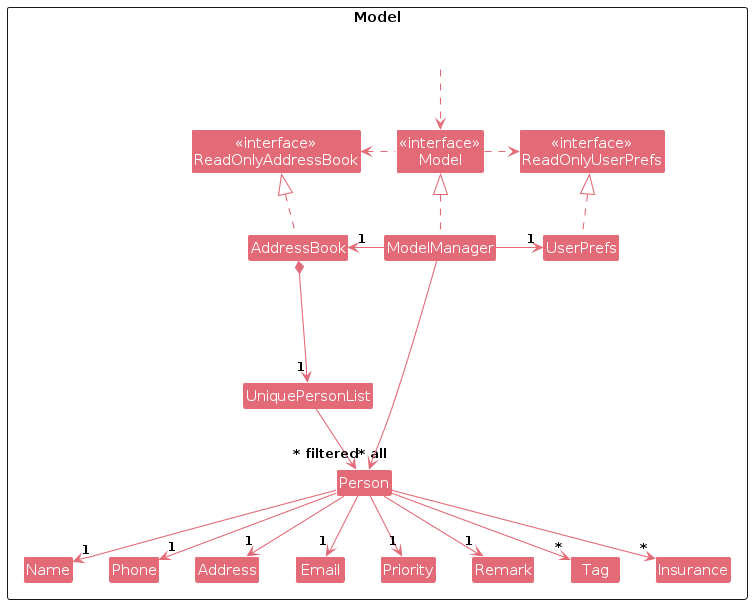 Model
«interface»
ReadOnlyAddressBook
«interface»
Model
«interface»
ReadOnlyUserPrefs
AddressBook
1
ModelManager
1
UserPrefs
1
UniquePersonList
* filtered* all
Person
1
1
1
1
1
1
*
*
Name
Phone
Address
Email
Priority
Remark
Tag
Insurance